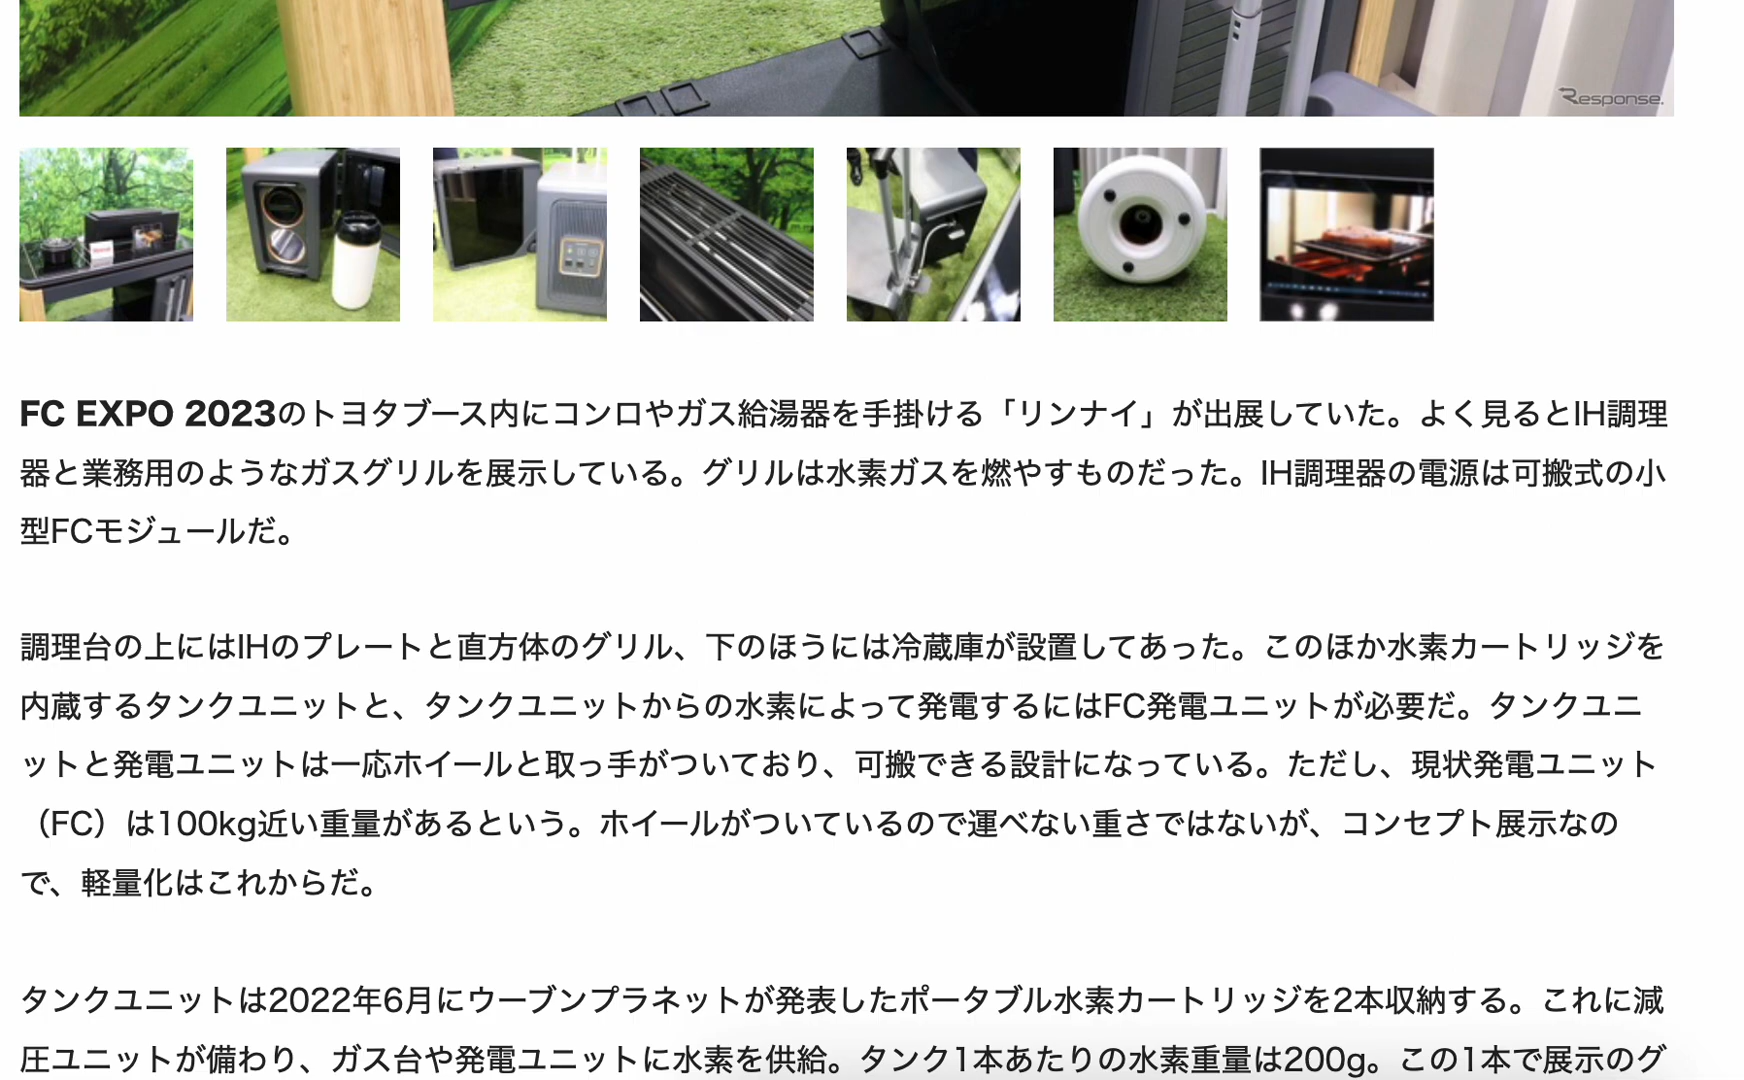 Response.
FC EXPO 2023のトヨタブース内にコンロやガス給湯器を手掛ける「リンナイ」が出展していた。よく見るとIH調理
器と業務用のようなガスグリルを展示している。グリルは水素ガスを燃やすものだった。IH調理器の電源は可搬式の小
型FCモジュールだ。
調理台の上にはIHのプレートと直方体のグリル、下のほうには冷蔵庫が設置してあった。このほか水素カートリッジを
内蔵するタンクユニットと、タンクユニットからの水素によって発電するにはFC発電ユニットが必要だ。タンクユニ
ットと発電ユニットは一応ホイールと取っ手がついており、可搬できる設計になっている。ただし、現状発電ユニット
（FC）は100kg近い重量があるという。ホイールがついているので運べない重さではないが、コンセプト展示なの
で、軽量化はこれからだ。
タンクユニットは2022年6月にウーブンプラネットが発表したポータブル水素カートリッジを2本収納する。これに減
圧ユニットが備わり、ガス台や発電ユニットに水素を供給。タンク1本あたりの水素重量は200g。この1本で展示のグ